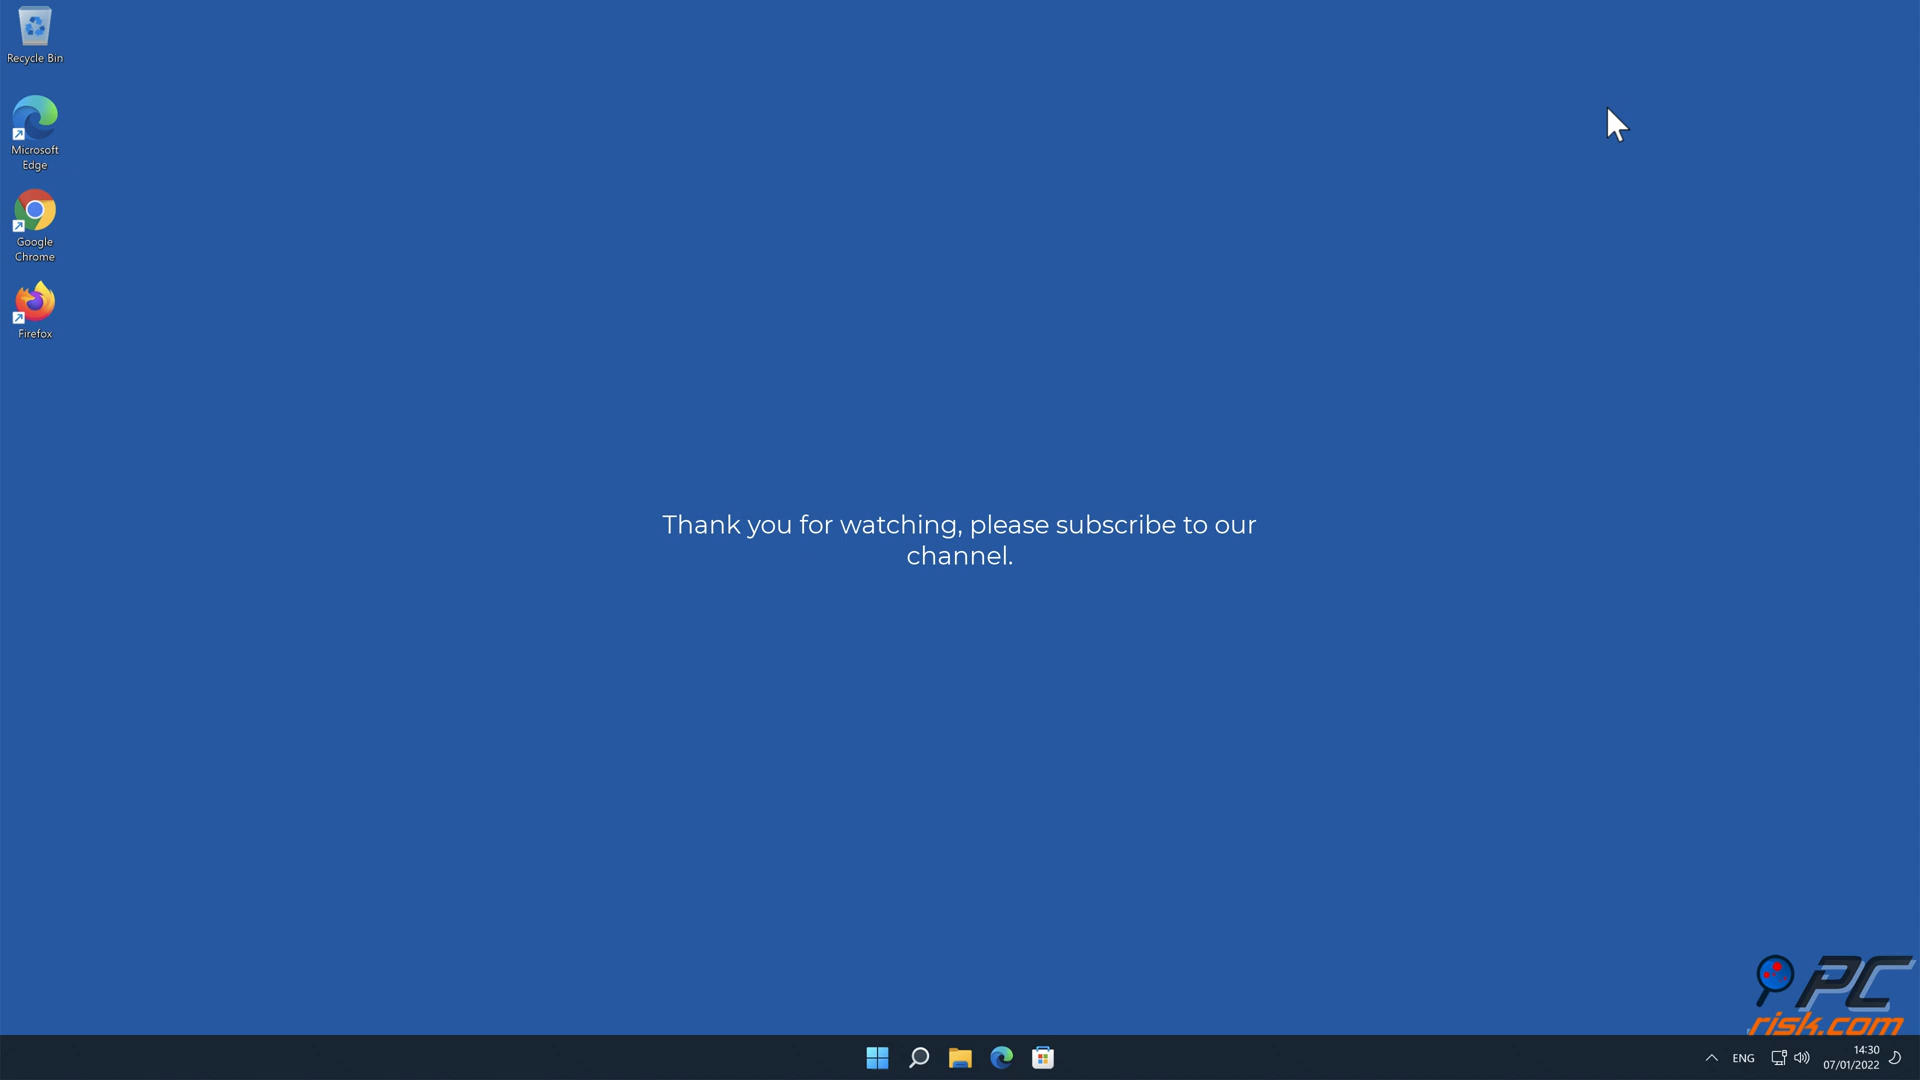 Recycle Bin
Microsoft
Edge
Google
Chrome
Firefox
Thank you for watching, please subscribe to our
channel.
PC
risk.com
ENG
14:30
07/01/2022